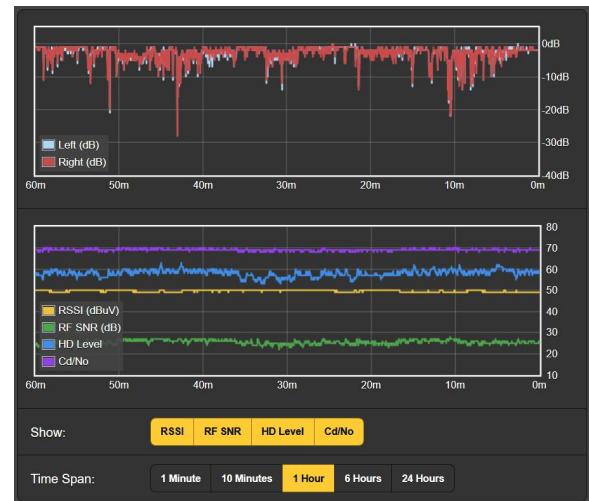 0dB
-10dB
-20dB
-30dB
-40dB
Left (dB)
Right (dB)
60m 50m 40m 30m 20m 10m 0m
80
70
60
50
40
30
20
10
RSSI (dBuV)
RF SNR (dB)
HD Level
Cd/No
60m 50m 40m 30m 20m 10m 0m
Show: RSSI RF SNR HD Level Cd/No
Time Span: 1 Minute 10 Minutes 1 Hour 6 Hours 24 Hours